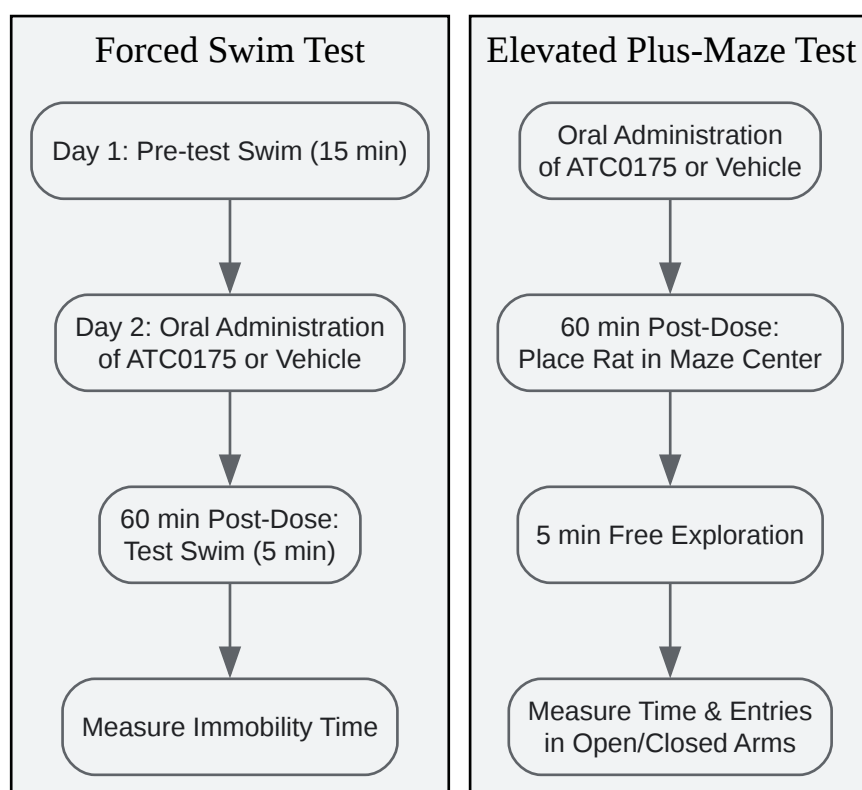 Forced Swim Test
Day 1: Pre-test Swim (15 min)
Day 2: Oral Administration
of ATC0175 or Vehicle
60 min Post-Dose:
Test Swim (5 min)
Measure Immobility Time
Elevated Plus-Maze Test
Oral Administration
of ATC0175 or Vehicle
60 min Post-Dose:
Place Rat in Maze Center
5 min Free Exploration
Measure Time & Entries
in Open/Closed Arms